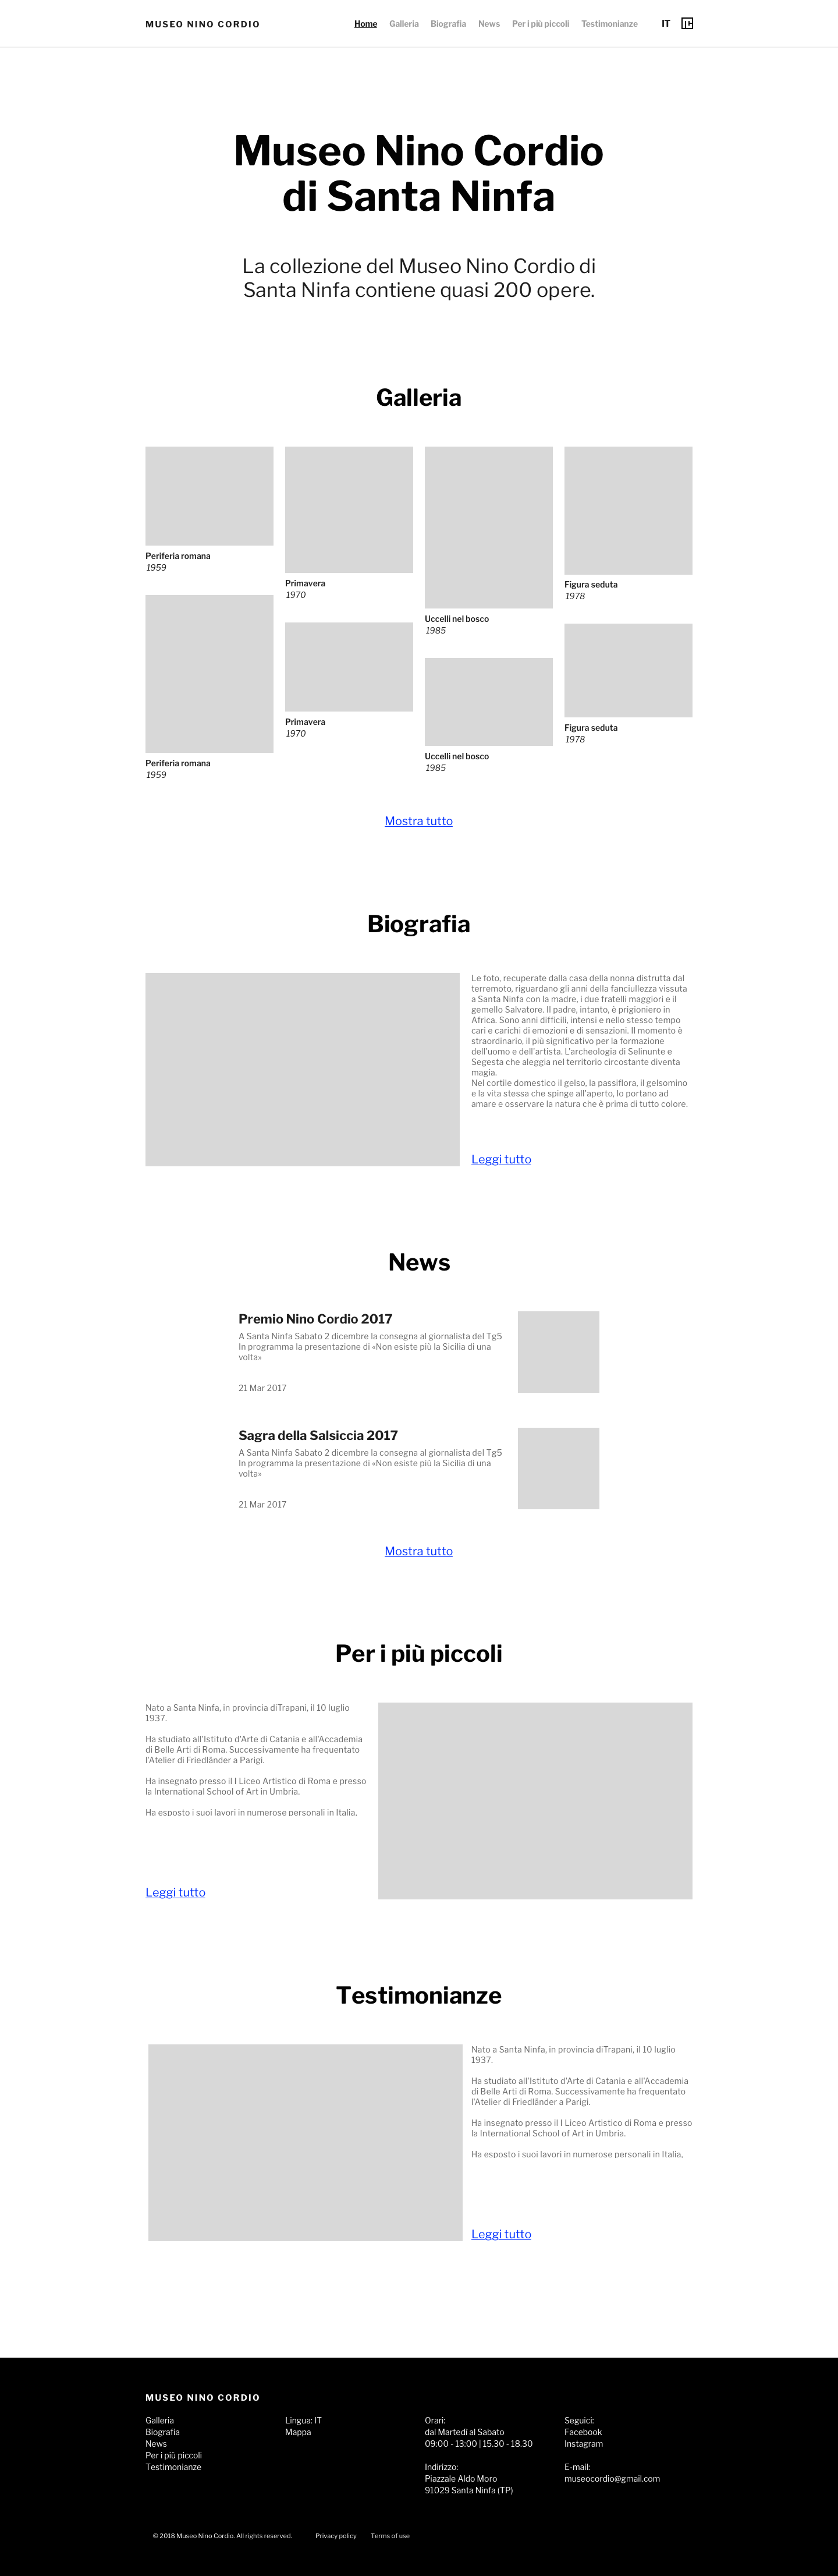 MUSEO NINO CORDIO
Home Galleria Biografia News Per i più piccoli Testimonianze IT
Museo Nino Cordio
di Santa Ninfa
La collezione del Museo Nino Cordio di
Santa Ninfa contiene quasi 200 opere.
Galleria
Periferia romana
1959
Primavera
1970
Uccelli nel bosco
1985
Figura seduta
1978
Periferia romana
1959
Primavera
1970
Uccelli nel bosco
1985
Figura seduta
1978
Mostra tutto
Biografia
Le foto, recuperate dalla casa della nonna distrutta dal
terremoto, riguardano gli anni della fanciullezza vissuta
a Santa Ninfa con la madre, i due fratelli maggiori e il
gemello Salvatore. Il padre, intanto, è prigioniero in
Africa. Sono anni difficili, intensi e nello stesso tempo
cari e carichi di emozioni e di sensazioni. Il momento è
straordinario, il più significativo per la formazione
dell'uomo e dell'artista. L'archeologia di Selinunte e
Segesta che aleggia nel territorio circostante diventa
magia.
Nel cortile domestico il gelso, la passiflora, il gelsomino
e la vita stessa che spinge all'aperto, lo portano ad
amare e osservare la natura che è prima di tutto colore.
Leggi tutto
News
Premio Nino Cordio 2017
A Santa Ninfa Sabato 2 dicembre la consegna al giornalista del Tg5
In programma la presentazione di «Non esiste più la Sicilia di una
volta»
21 Mar 2017
Sagra della Salsiccia 2017
A Santa Ninfa Sabato 2 dicembre la consegna al giornalista del Tg5
In programma la presentazione di «Non esiste più la Sicilia di una
volta»
21 Mar 2017
Mostra tutto
Per i più piccoli
Nato a Santa Ninfa, in provincia diTrapani, il 10 luglio
1937.
Ha studiato all'Istituto d'Arte di Catania e all'Accademia
di Belle Arti di Roma. Successivamente ha frequentato
l'Atelier di Friedländer a Parigi.
Ha insegnato presso il I Liceo Artistico di Roma e presso
la International School of Art in Umbria.
Ha esposto i suoi lavori in numerose personali in Italia,
Leggi tutto
Testimonianze
Nato a Santa Ninfa, in provincia diTrapani, il 10 luglio
1937.
Ha studiato all'Istituto d'Arte di Catania e all'Accademia
di Belle Arti di Roma. Successivamente ha frequentato
l'Atelier di Friedländer a Parigi.
Ha insegnato presso il I Liceo Artistico di Roma e presso
la International School of Art in Umbria.
Ha esposto i suoi lavori in numerose personali in Italia,
Leggi tutto
MUSEO NINO CORDIO
Galleria
Biografia
News
Per i più piccoli
Testimonianze
Lingua: IT
Mappa
Orari:
dal Martedì al Sabato
09:00 - 13:00 | 15.30 - 18.30
Indirizzo:
Piazzale Aldo Moro
91029 Santa Ninfa (TP)
Seguici:
Facebook
Instagram
E-mail:
museocordio@gmail.com
© 2018 Museo Nino Cordio. All rights reserved. Privacy policy Terms of use